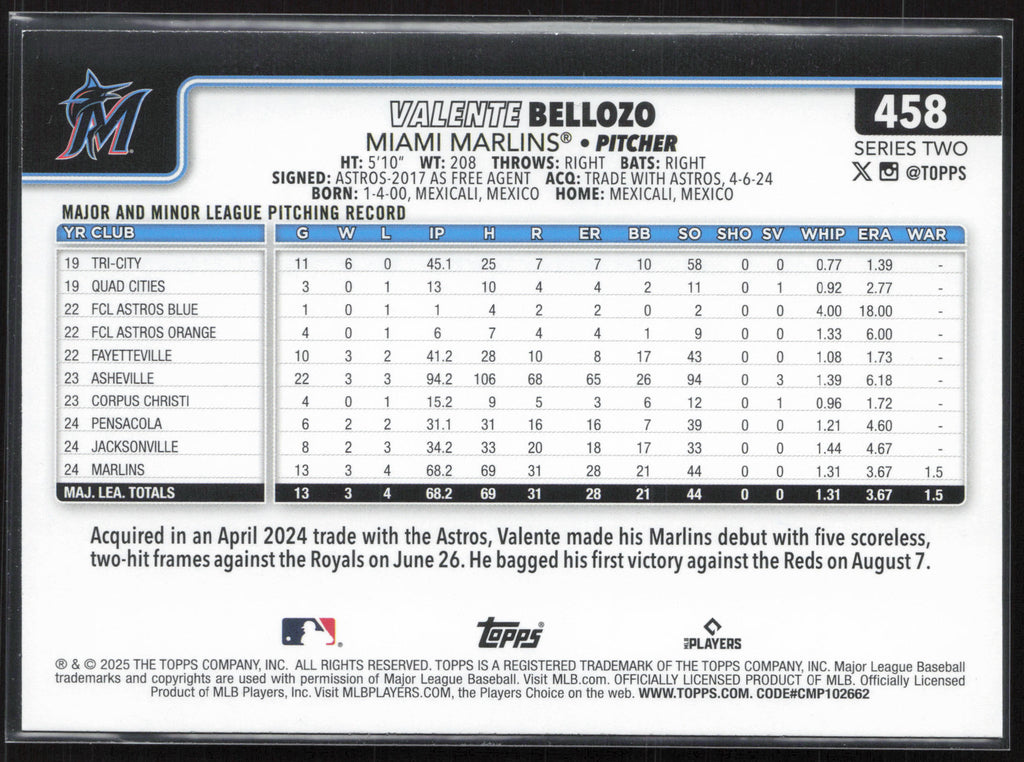 VALENTE BELLOZO
458
MIAMI MARLINS® • PITCHER
SERIES TWO
HT: 5'10" WT: 208 THROWS: RIGHT BATS: RIGHT
@TOPPS
SIGNED: ASTROS-2017 AS FREE AGENT ACQ: TRADE WITH ASTROS, 4-6-24
BORN: 1-4-00, MEXICALI, MEXICO HOME: MEXICALI, MEXICO
MAJOR AND MINOR LEAGUE PITCHING RECORD
YR CLUB G W L IP H R ER BB SO SHO SV WHIP ERA WAR
19 TRI-CITY 11 6 0 45.1 25 7 7 10 58 0 0 0.77 1.39 -
19 QUAD CITIES 3 0 1 13 10 4 4 2 11 0 1 0.92 2.77 -
22 FCL ASTROS BLUE 1 0 1 1 4 2 2 0 2 0 0 4.00 18.00 -
22 FCL ASTROS ORANGE 4 0 1 6 7 4 4 1 9 0 0 1.33 6.00 -
22 FAYETTEVILLE 10 3 2 41.2 28 10 8 17 43 0 0 1.08 1.73 -
23 ASHEVILLE 22 3 3 94.2 106 68 65 26 94 0 3 1.39 6.18 -
23 CORPUS CHRISTI 4 0 1 15.2 9 5 3 6 12 0 1 0.96 1.72 -
24 PENSACOLA 6 2 2 31.1 31 16 16 7 39 0 0 1.21 4.60 -
24 JACKSONVILLE 8 2 3 34.2 33 20 18 17 33 0 0 1.44 4.67 -
24 MARLINS 13 3 4 68.2 69 31 28 21 44 0 0 1.31 3.67 1.5
MAJ. LEA. TOTALS 13 3 4 68.2 69 31 28 21 44 0 0 1.31 3.67 1.5
Acquired in an April 2024 trade with the Astros, Valente made his Marlins debut with five scoreless,
two-hit frames against the Royals on June 26. He bagged his first victory against the Reds on August 7.
Topps® MLB PLAYERS
® & © 2025 THE TOPPS COMPANY, INC. ALL RIGHTS RESERVED. TOPPS IS A REGISTERED TRADEMARK OF THE TOPPS COMPANY, INC. Major League Baseball
trademarks and copyrights are used with permission of Major League Baseball. Visit MLB.com. OFFICIALLY LICENSED PRODUCT OF MLB. Officially Licensed
Product of MLB Players, Inc. Visit MLBPLAYERS.COM, the Players Choice on the web. WWW.TOPPS.COM. CODE#CMP102662